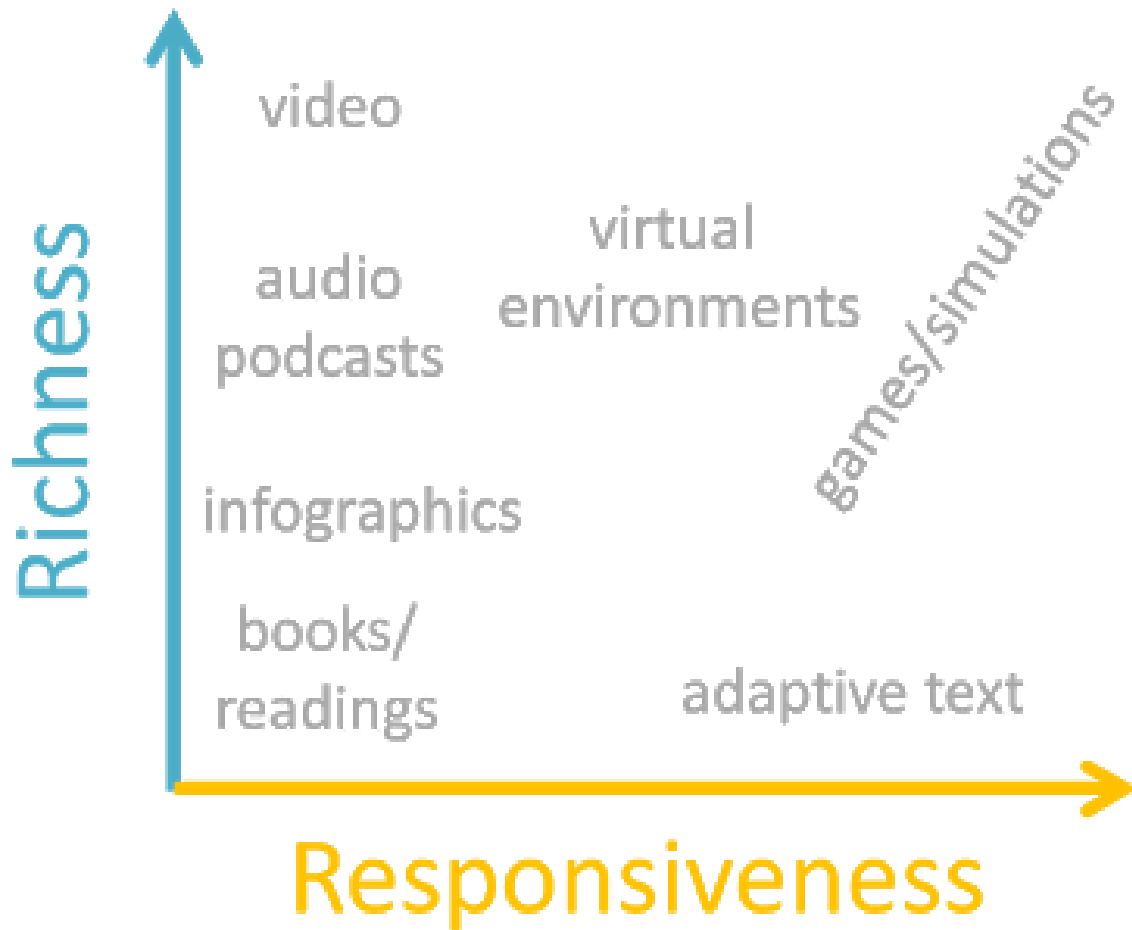 Richness
video
virtual
environments
audio
podcasts
games/simulations
infographics
books/
readings
adaptive text
Responsiveness